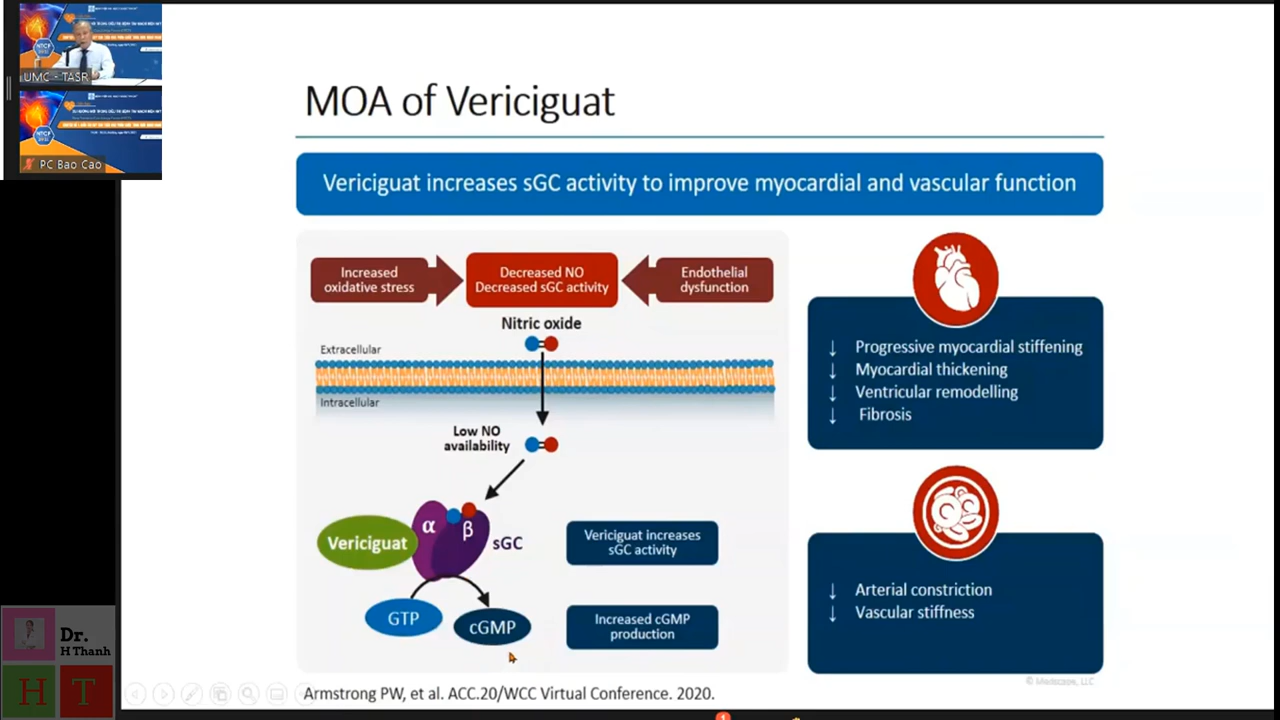 UMC - TASR
PC Bao Cao
MOA of Vericiguat
Vericiguat increases sGC activity to improve myocardial and vascular function
Increased
oxidative stress
Decreased NO
Decreased sGC activity
Endothelial
dysfunction
Nitric oxide
Extracellular
Intracellular
Low NO
availability
α
β
Vericiguat
sGC
Vericiguat increases
sGC activity
GTP
cGMP
Increased cGMP
production
↓ Progressive myocardial stiffening
↓ Myocardial thickening
↓ Ventricular remodelling
↓ Fibrosis
↓ Arterial constriction
↓ Vascular stiffness
© Medscape, LLC
Armstrong PW, et al. ACC.20/WCC Virtual Conference. 2020.
Dr.
H Thanh
H T